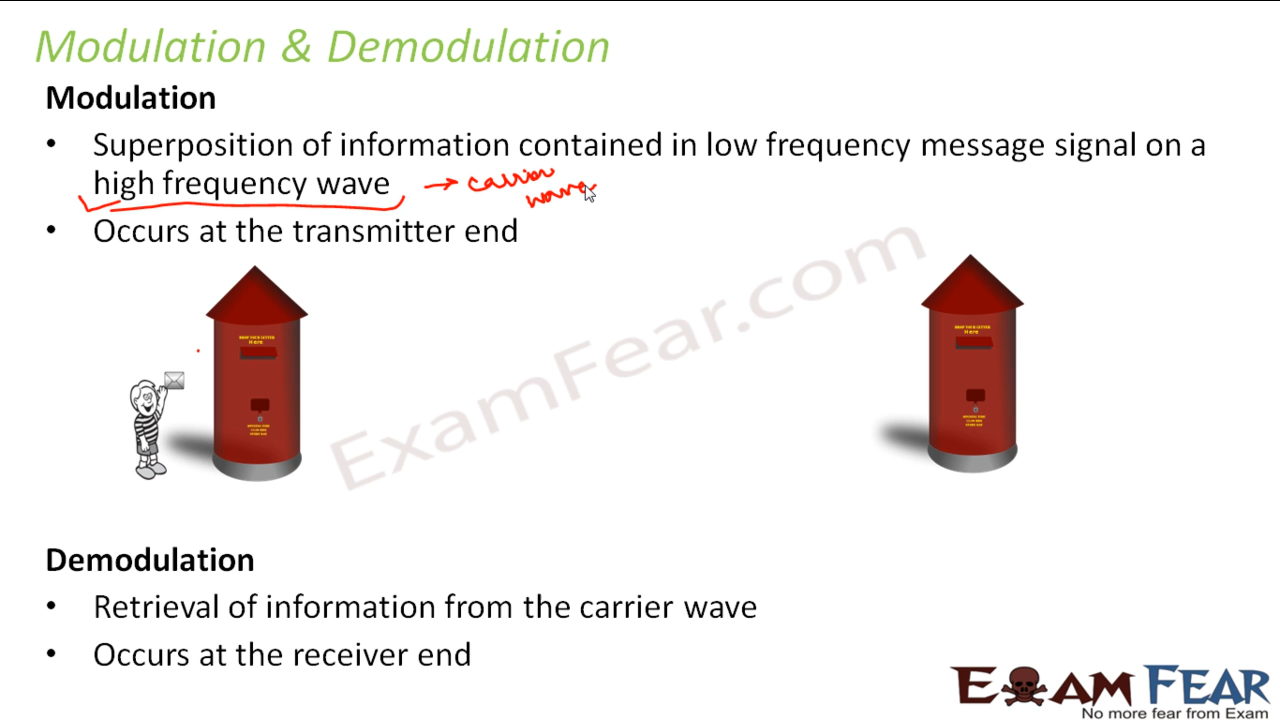 Modulation & Demodulation
Modulation
• Superposition of information contained in low frequency message signal on a
high frequency wave → carrier
wave
• Occurs at the transmitter end
ExamFear.com
Demodulation
• Retrieval of information from the carrier wave
• Occurs at the receiver end
EXAM FEAR
No more fear from Exam